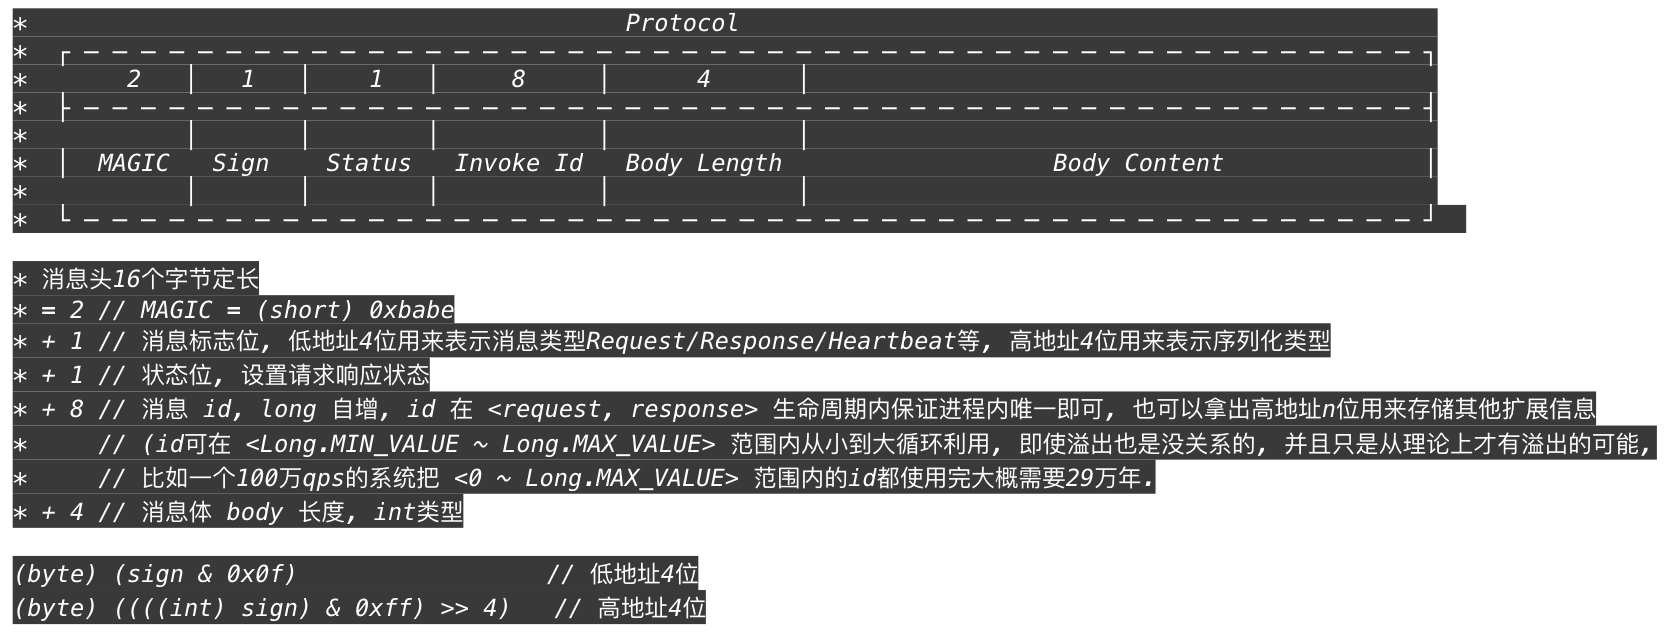 * Protocol
* ┌ ─ ─ ─ ─ ─ ─ ─ ─ ─ ─ ─ ─ ─ ─ ─ ─ ─ ─ ─ ─ ─ ─ ─ ─ ─ ─ ─ ─ ─ ─ ─ ─ ─ ─ ─ ─ ─ ─ ─ ─ ─ ─ ─ ─ ─ ─ ─ ┐
* 2 │ 1 │ 1 │ 8 │ 4 │
* ├ ─ ─ ─ ─ ─ ─ ─ ─ ─ ─ ─ ─ ─ ─ ─ ─ ─ ─ ─ ─ ─ ─ ─ ─ ─ ─ ─ ─ ─ ─ ─ ─ ─ ─ ─ ─ ─ ─ ─ ─ ─ ─ ─ ─ ─ ─ ─ ┤
* │ │ │ │ │
* │ MAGIC │ Sign │ Status │ Invoke Id │ Body Length │ Body Content │
* │ │ │ │ │
* └ ─ ─ ─ ─ ─ ─ ─ ─ ─ ─ ─ ─ ─ ─ ─ ─ ─ ─ ─ ─ ─ ─ ─ ─ ─ ─ ─ ─ ─ ─ ─ ─ ─ ─ ─ ─ ─ ─ ─ ─ ─ ─ ─ ─ ─ ─ ─ ┘
* 消息头16个字节定长
* = 2 // MAGIC = (short) 0xbabe
* + 1 // 消息标志位, 低地址4位用来表示消息类型Request/Response/Heartbeat等, 高地址4位用来表示序列化类型
* + 1 // 状态位, 设置请求响应状态
* + 8 // 消息 id, long 自增, id 在 <request, response> 生命周期内保证进程内唯一即可, 也可以拿出高地址n位用来存储其他扩展信息
* // (id可在 <Long.MIN_VALUE ~ Long.MAX_VALUE> 范围内从小到大循环利用, 即使溢出也是没关系的, 并且只是从理论上才有溢出的可能,
* // 比如一个100万qps的系统把 <0 ~ Long.MAX_VALUE> 范围内的id都使用完大概需要29万年.
* + 4 // 消息体 body 长度, int类型
(byte) (sign & 0x0f) // 低地址4位
(byte) ((((int) sign) & 0xff) >> 4) // 高地址4位